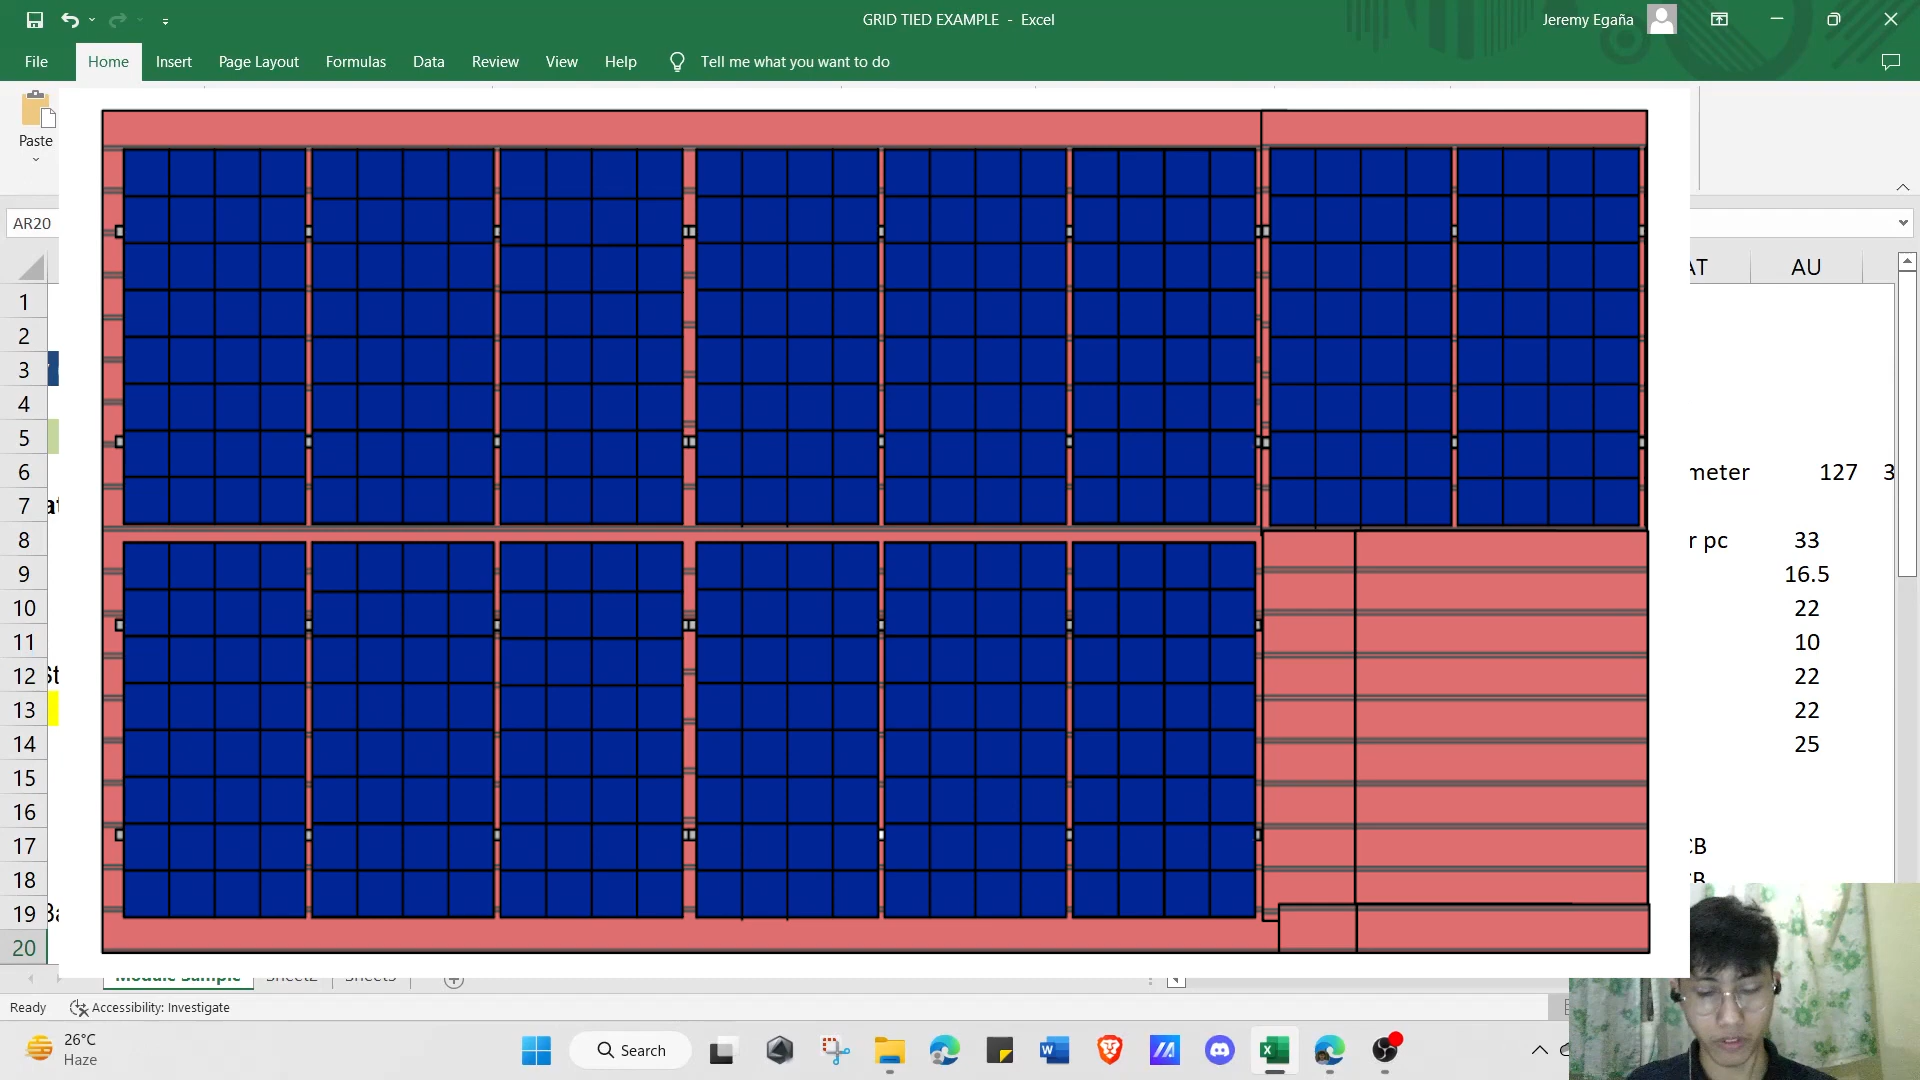 GRID TIED EXAMPLE - Excel
Jeremy Egaña
File Home Insert Page Layout Formulas Data Review View Help Tell me what you want to do
Paste
AR20
AU
1
2
3
4
5
6 meter 127 3
7
8 r pc 33
9 16.5
10 22
11 10
12 22
13 22
14 25
15
16
17
18
19
20
Ready Accessibility: Investigate
26°C
Haze
Search